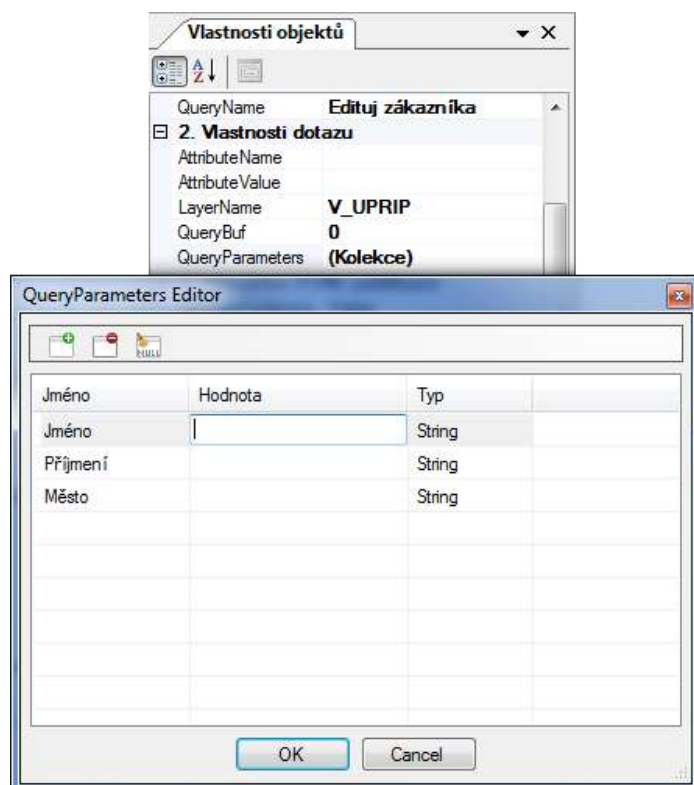 Vlastnosti objektů
A
Z
QueryName Edituj zákazníka
2. Vlastnosti dotazu
AttributeName
AttributeValue
LayerName V_UPRIP
QueryBuf 0
QueryParameters (Kolekce)
QueryParameters Editor
NULL
Jméno Hodnota Typ
Jméno String
Příjmení String
Město String
OK Cancel